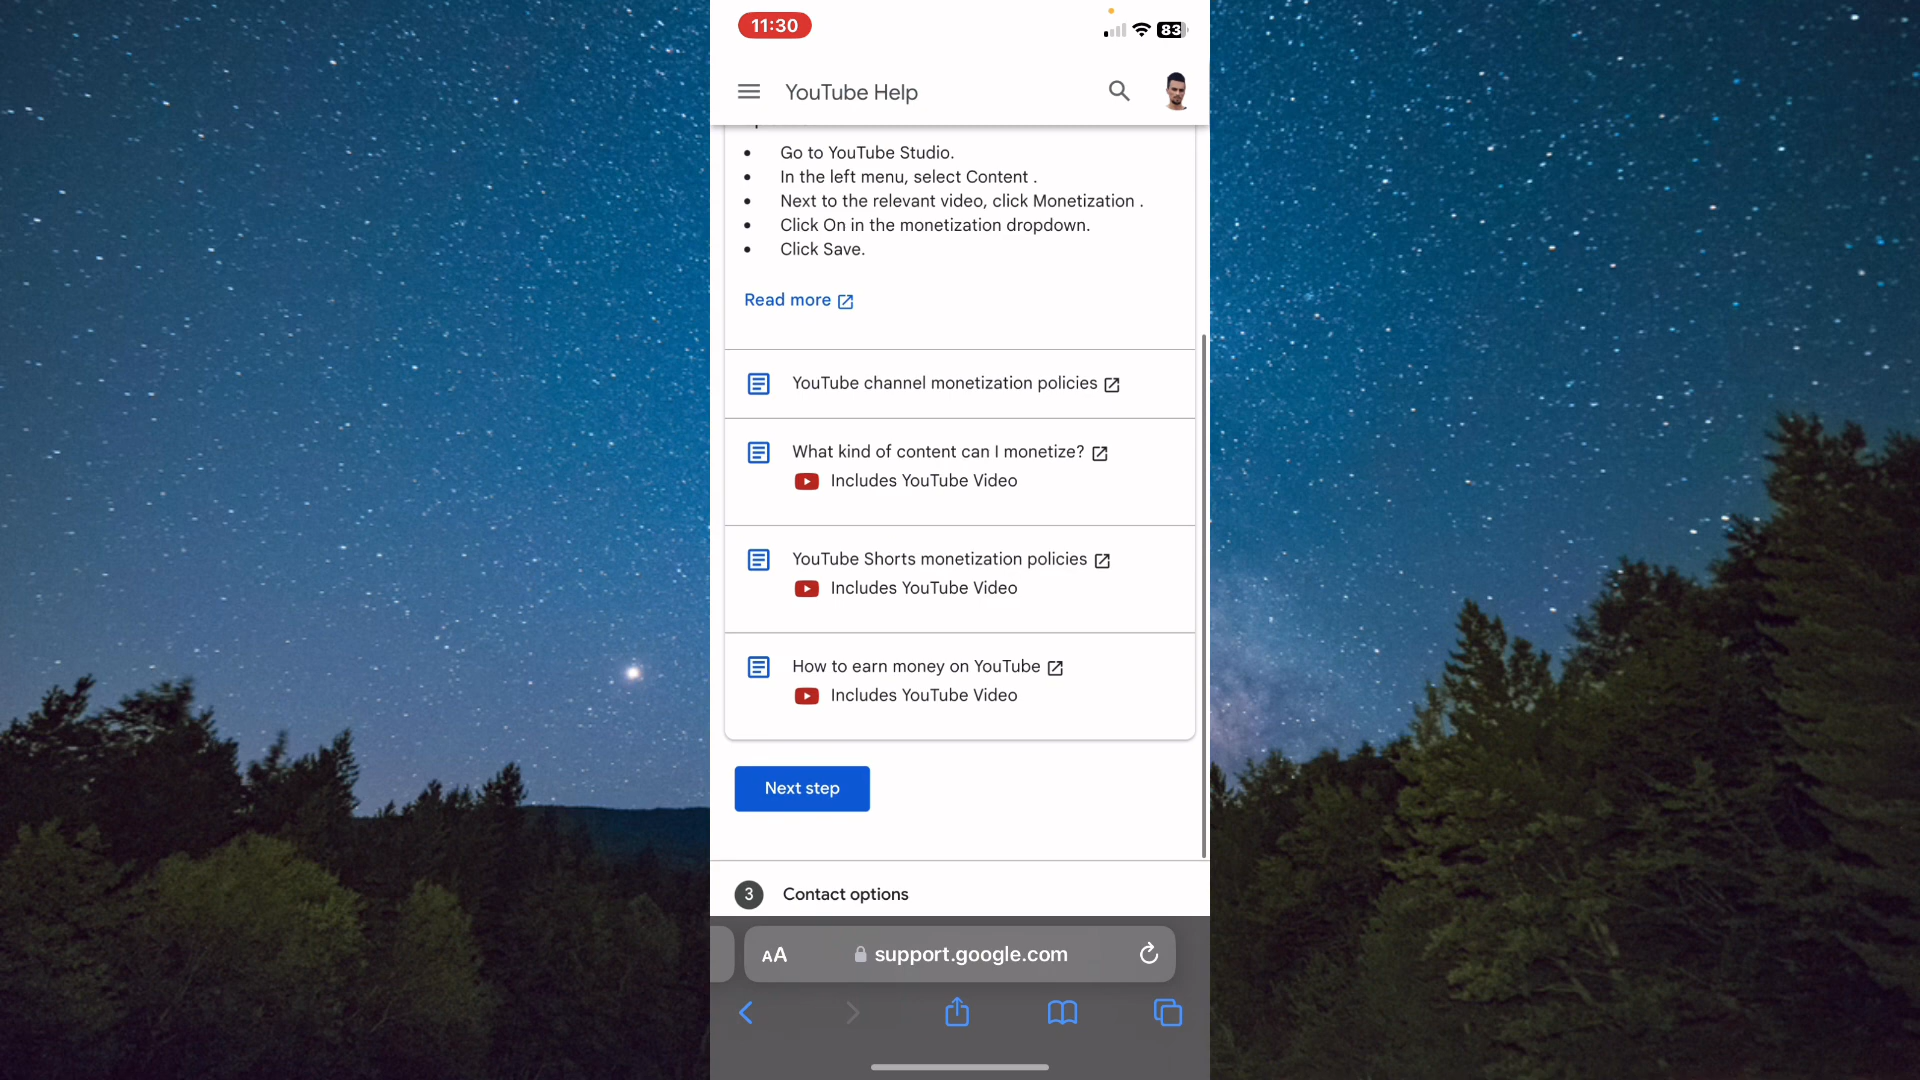 11:30
83
YouTube Help
Go to YouTube Studio.
In the left menu, select Content .
Next to the relevant video, click Monetization .
Click On in the monetization dropdown.
Click Save.
Read more
YouTube channel monetization policies
What kind of content can I monetize?
Includes YouTube Video
YouTube Shorts monetization policies
Includes YouTube Video
How to earn money on YouTube
Includes YouTube Video
Next step
3 Contact options
AA support.google.com